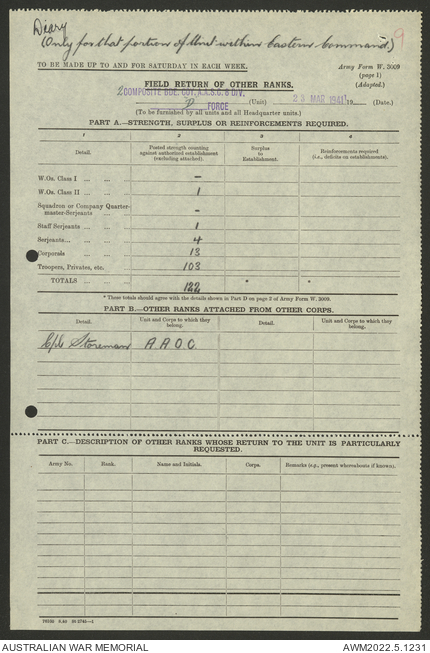 Diary
(Only for that portion of Unit within Eastern Command.)
9
TO BE MADE UP TO AND FOR SATURDAY IN EACH WEEK.
Army Form W. 3009
(page 1)
(Adapted.)
FIELD RETURN OF OTHER RANKS.
2 COMPOSITE BDE. COY. A.A.S.C. 8 DIV.
"D" FORCE (Unit) 23 MAR 1941 19 (Date.)
(To be furnished by all units and all Headquarter units.)
PART A.—STRENGTH, SURPLUS OR REINFORCEMENTS REQUIRED.
1 2 3 4
Detail. Posted strength counting against authorized establishment (excluding attached). Surplus to Establishment. Reinforcements required (i.e., deficits on establishments).
W.Os. Class I ... ... –
W.Os. Class II ... ... 1
Squadron or Company Quarter-
master-Serjeants ... –
Staff Serjeants ... ... 1
Serjeants... ... ... 4
Corporals 13
Troopers, Privates, etc. 103
TOTALS ... ... 122 * *
* These totals should agree with the details shown in Part D on page 2 of Army Form W. 3009.
PART B.—OTHER RANKS ATTACHED FROM OTHER CORPS.
Detail. Unit and Corps to which they belong. Detail. Unit and Corps to which they belong.
Cpl Storeman A.A.O.C.
PART C.—DESCRIPTION OF OTHER RANKS WHOSE RETURN TO THE UNIT IS PARTICULARLY
REQUESTED.
Army No. Rank. Name and Initials. Corps. Remarks (e.g., present whereabouts if known).
AUSTRALIAN WAR MEMORIAL
AWM2022.5.1231